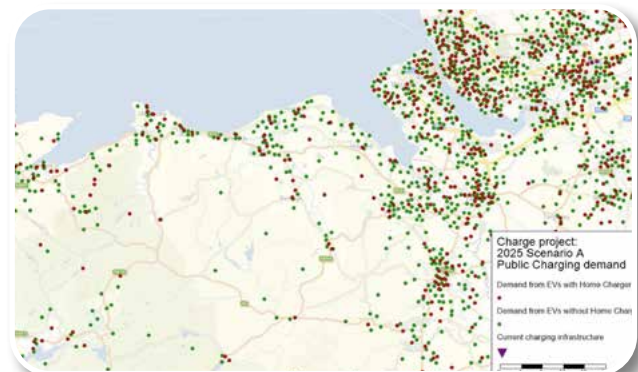 Charge project:
2025 Scenario A
Public Charging demand
Demand from EVs with Home Charger
Demand from EVs without Home Char
Current charging infrastructure